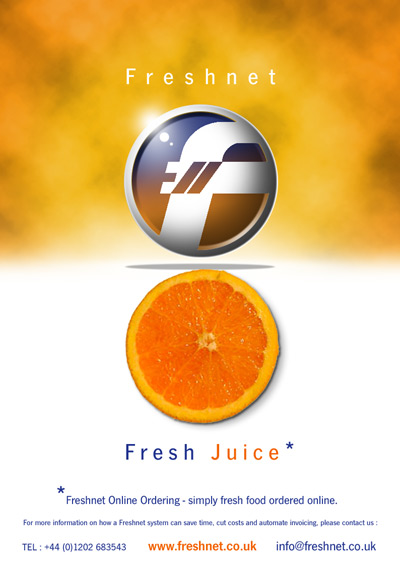 Freshnet
f
Fresh Juice*
*Freshnet Online Ordering - simply fresh food ordered online.
For more information on how a Freshnet system can save time, cut costs and automate invoicing, please contact us :
TEL : +44 (0)1202 683543 www.freshnet.co.uk info@freshnet.co.uk